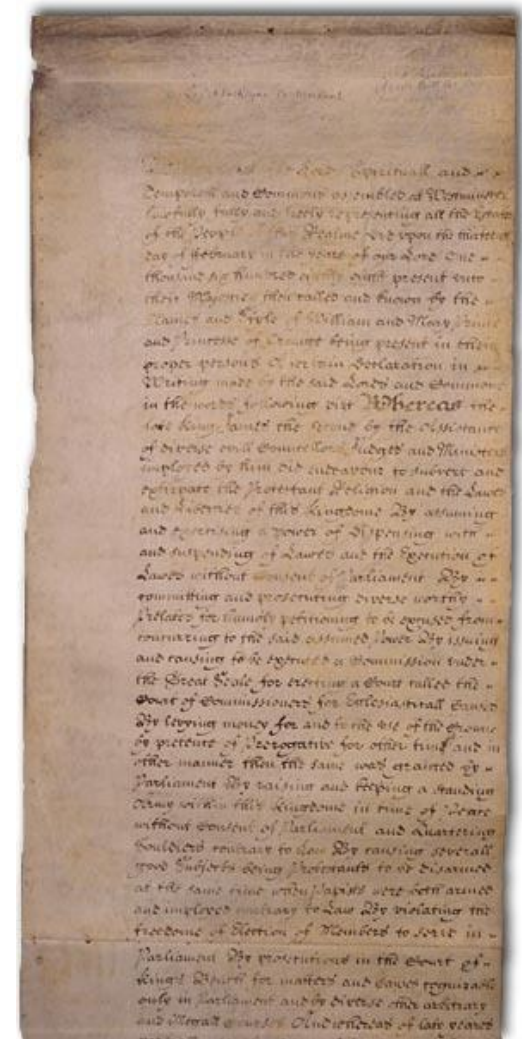 the Lords Spirituall and
Temporall and Commons assembled at Westminster
lawfully fully and freely representing all the Estates
of the People of this Realme did upon the thirteenth
day of February in the yeare of our Lord One
thousand six hundred eighty eight present unto
their Majesties then called and known by the
Names and Style of William and Mary Prince
and Princesse of Orange being present in their
proper persons A certain Declaration in
Writing made by the said Lords and Commons
in the words following vizt Whereas the
late King James the second by the Assistance
of diverse evill Councellors Judges and Ministers
imployed by him did endeavour to subvert and
extirpate the Protestant Religion and the Lawes
and Liberties of this Kingdome By assuming
and exercising a power of dispensing with
and suspending of Lawes and the Execution of
Lawes without Consent of Parliament By
committing and prosecuting diverse worthy
Prelates for humbly petitioning to be excused from
concurring to the said assumed Power By issuing
and causing to be executed a Commission under
the Great Seale for erecting a Court called the
Court of Commissioners for Ecclesiasticall Causes
By levying money for and to the use of the Crowne
by pretence of Prerogative for other time and in
other manner then the same was granted by
Parliament By raising and keeping a standing
Army within this Kingdome in time of Peace
without Consent of Parliament and Quartering
Souldiers contrary to Law By causing severall
good Subjects being Protestants to be disarmed
at the same time when Papists were both armed
and imployed contrary to Law By violating the
freedome of Election of Members to serve in
Parliament By prosecutions in the Court of
Kings Bench for matters and Causes cognizable
only in Parliament and by diverse other arbitrary
and illegall Courses And whereas of late yeares